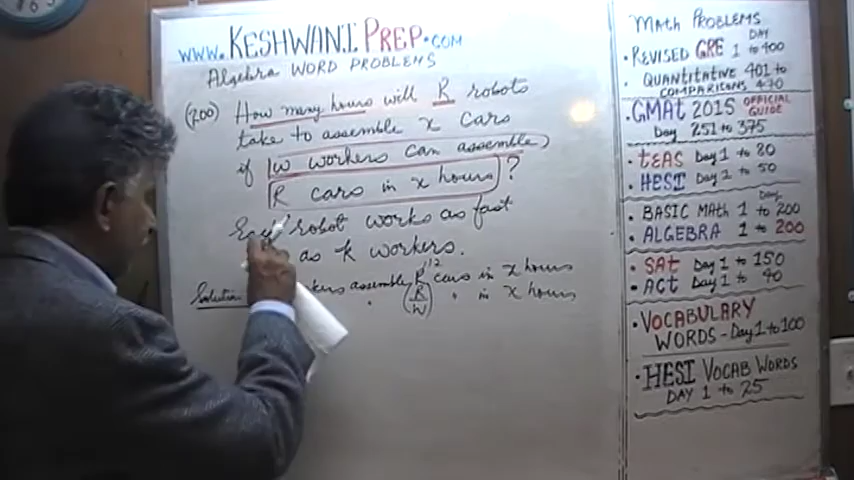 www.KESHWANI PREP.com
Algebra WORD PROBLEMS
(200) How many hours will R robots
take to assemble x cars
if W workers can assemble
R cars in x hours?
Each robot works as fast
as K workers.
Solution kers assembly R cars in x hours
(R/W) " in x hours
MATH PROBLEMS
DAY
• REVISED GRE 1 to 400
QUANTITATIVE 401 to
COMPARISONS 470
• GMAT 2015 OFFICIAL
GUIDE
Day 251 to 375
• TEAS Day 1 to 80
• HESI Day 1 to 50
Day
• BASIC MATH 1 to 200
• ALGEBRA 1 to 200
• SAT Day 1 to 150
• ACT Day 1 to 90
• VOCABULARY
WORDS - Day 1 to 100
• HESI VOCAB WORDS
DAY 1 to 25